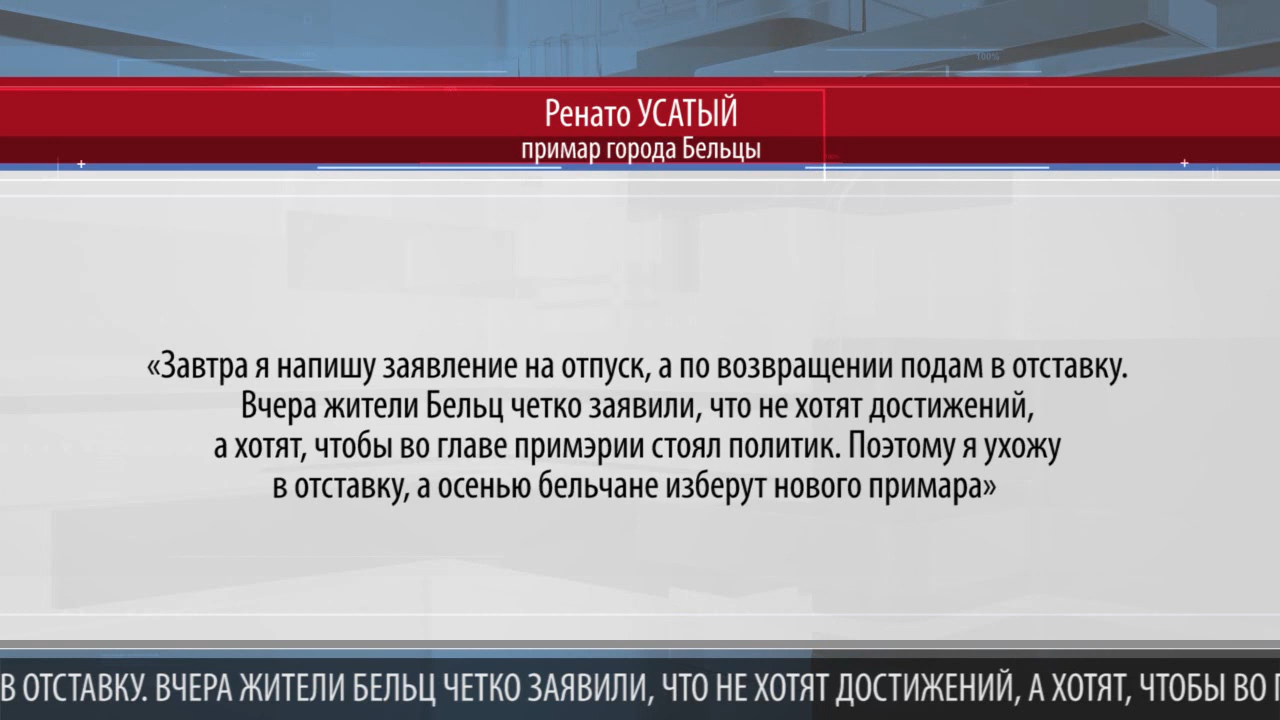 100%
Ренато УСАТЫЙ
примар города Бельцы
«Завтра я напишу заявление на отпуск, а по возвращении подам в отставку.
Вчера жители Бельц четко заявили, что не хотят достижений,
а хотят, чтобы во главе примэрии стоял политик. Поэтому я ухожу
в отставку, а осенью бельчане изберут нового примара»
В ОТСТАВКУ. ВЧЕРА ЖИТЕЛИ БЕЛЬЦ ЧЕТКО ЗАЯВИЛИ, ЧТО НЕ ХОТЯТ ДОСТИЖЕНИЙ, А ХОТЯТ, ЧТОБЫ ВО